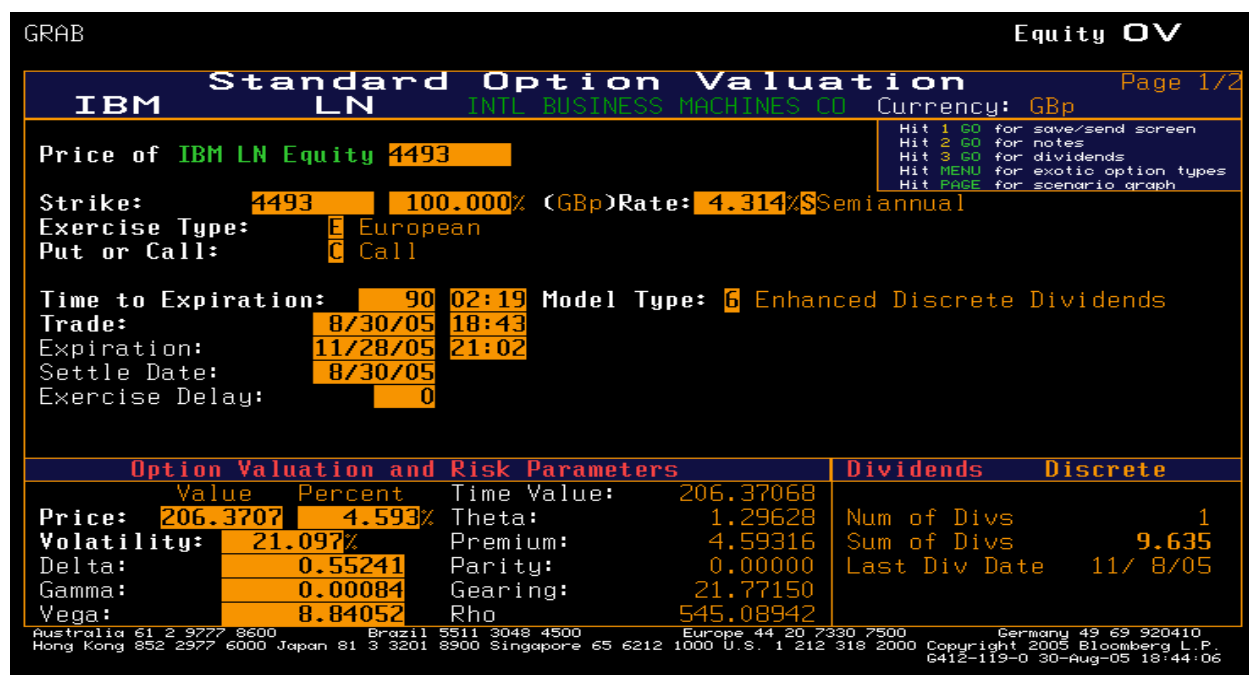 GRAB Equity OV
Standard Option Valuation Page 1/2
IBM LN INTL BUSINESS MACHINES CO Currency: GBp
Hit 1 GO for save/send screen
Hit 2 GO for notes
Price of IBM LN Equity 4493 Hit 3 GO for dividends
Hit MENU for exotic option types
Hit PAGE for scenario graph
Strike: 4493 100.000% (GBp)Rate: 4.314%SSemiannual
Exercise Type: E European
Put or Call: C Call
Time to Expiration: 90 02:19 Model Type: 6 Enhanced Discrete Dividends
Trade: 8/30/05 18:43
Expiration: 11/28/05 21:02
Settle Date: 8/30/05
Exercise Delay: 0
Option Valuation and Risk Parameters Dividends Discrete
Value Percent Time Value: 206.37068
Price: 206.3707 4.593% Theta: 1.29628 Num of Divs 1
Volatility: 21.097% Premium: 4.59316 Sum of Divs 9.635
Delta: 0.55241 Parity: 0.00000 Last Div Date 11/ 8/05
Gamma: 0.00084 Gearing: 21.77150
Vega: 8.84052 Rho 545.08942
Australia 61 2 9777 8600 Brazil 5511 3048 4500 Europe 44 20 7330 7500 Germany 49 69 920410
Hong Kong 852 2977 6000 Japan 81 3 3201 8900 Singapore 65 6212 1000 U.S. 1 212 318 2000 Copyright 2005 Bloomberg L.P.
G412-119-0 30-Aug-05 18:44:06